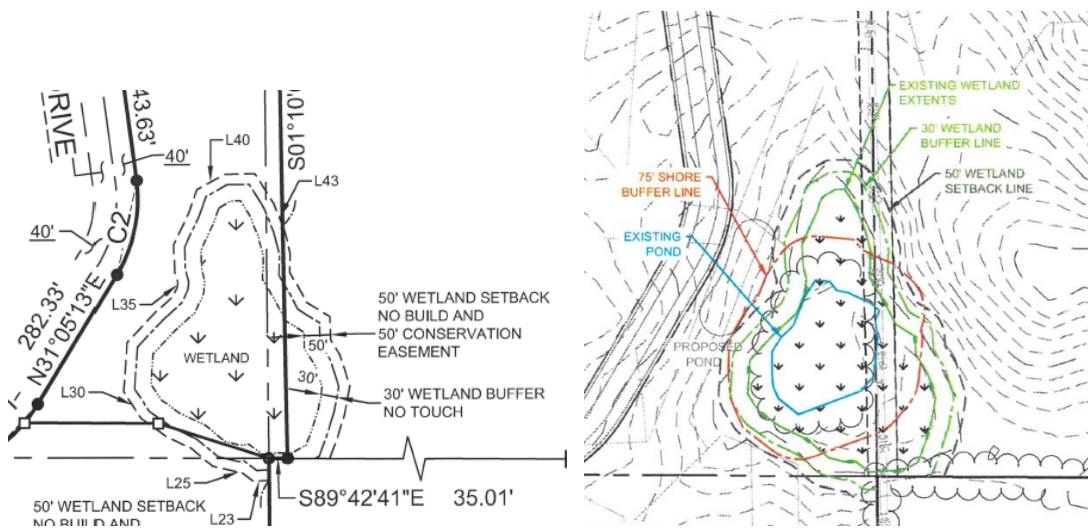 RIVE
43.63'
40'
40'
C2
282.33'
N31°05'13"E
S01°10'
L40
L43
L35
L30
WETLAND
50'
30'
50' WETLAND SETBACK
NO BUILD AND
50' CONSERVATION
EASEMENT
30' WETLAND BUFFER
NO TOUCH
L25
L23
S89°42'41"E 35.01'
50' WETLAND SETBACK
NO BUILD AND
EXISTING WETLAND
EXTENTS
30' WETLAND
BUFFER LINE
50' WETLAND
SETBACK LINE
75' SHORE
BUFFER LINE
EXISTING
POND
PROPOSED
POND